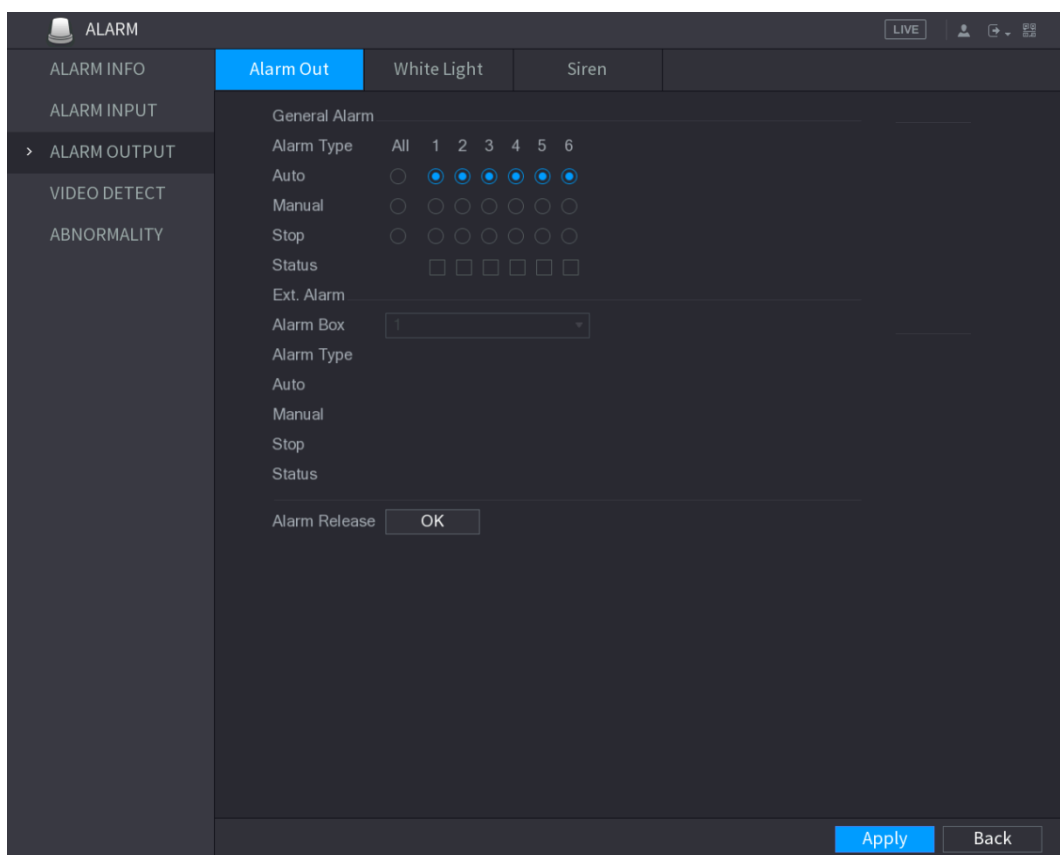 ALARM
LIVE
ALARM INFO
ALARM INPUT
ALARM OUTPUT
VIDEO DETECT
ABNORMALITY
Alarm Out White Light Siren
General Alarm
Alarm Type All 1 2 3 4 5 6
Auto
Manual
Stop
Status
Ext. Alarm
Alarm Box 1
Alarm Type
Auto
Manual
Stop
Status
Alarm Release OK
Apply Back